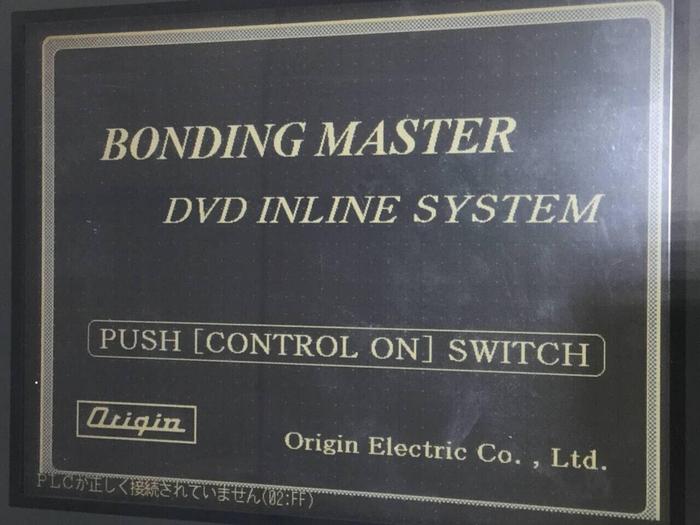 BONDING MASTER
DVD INLINE SYSTEM
PUSH [CONTROL ON] SWITCH
Origin
Origin Electric Co. , Ltd.
PLCが正しく接続されていません(02:FF)